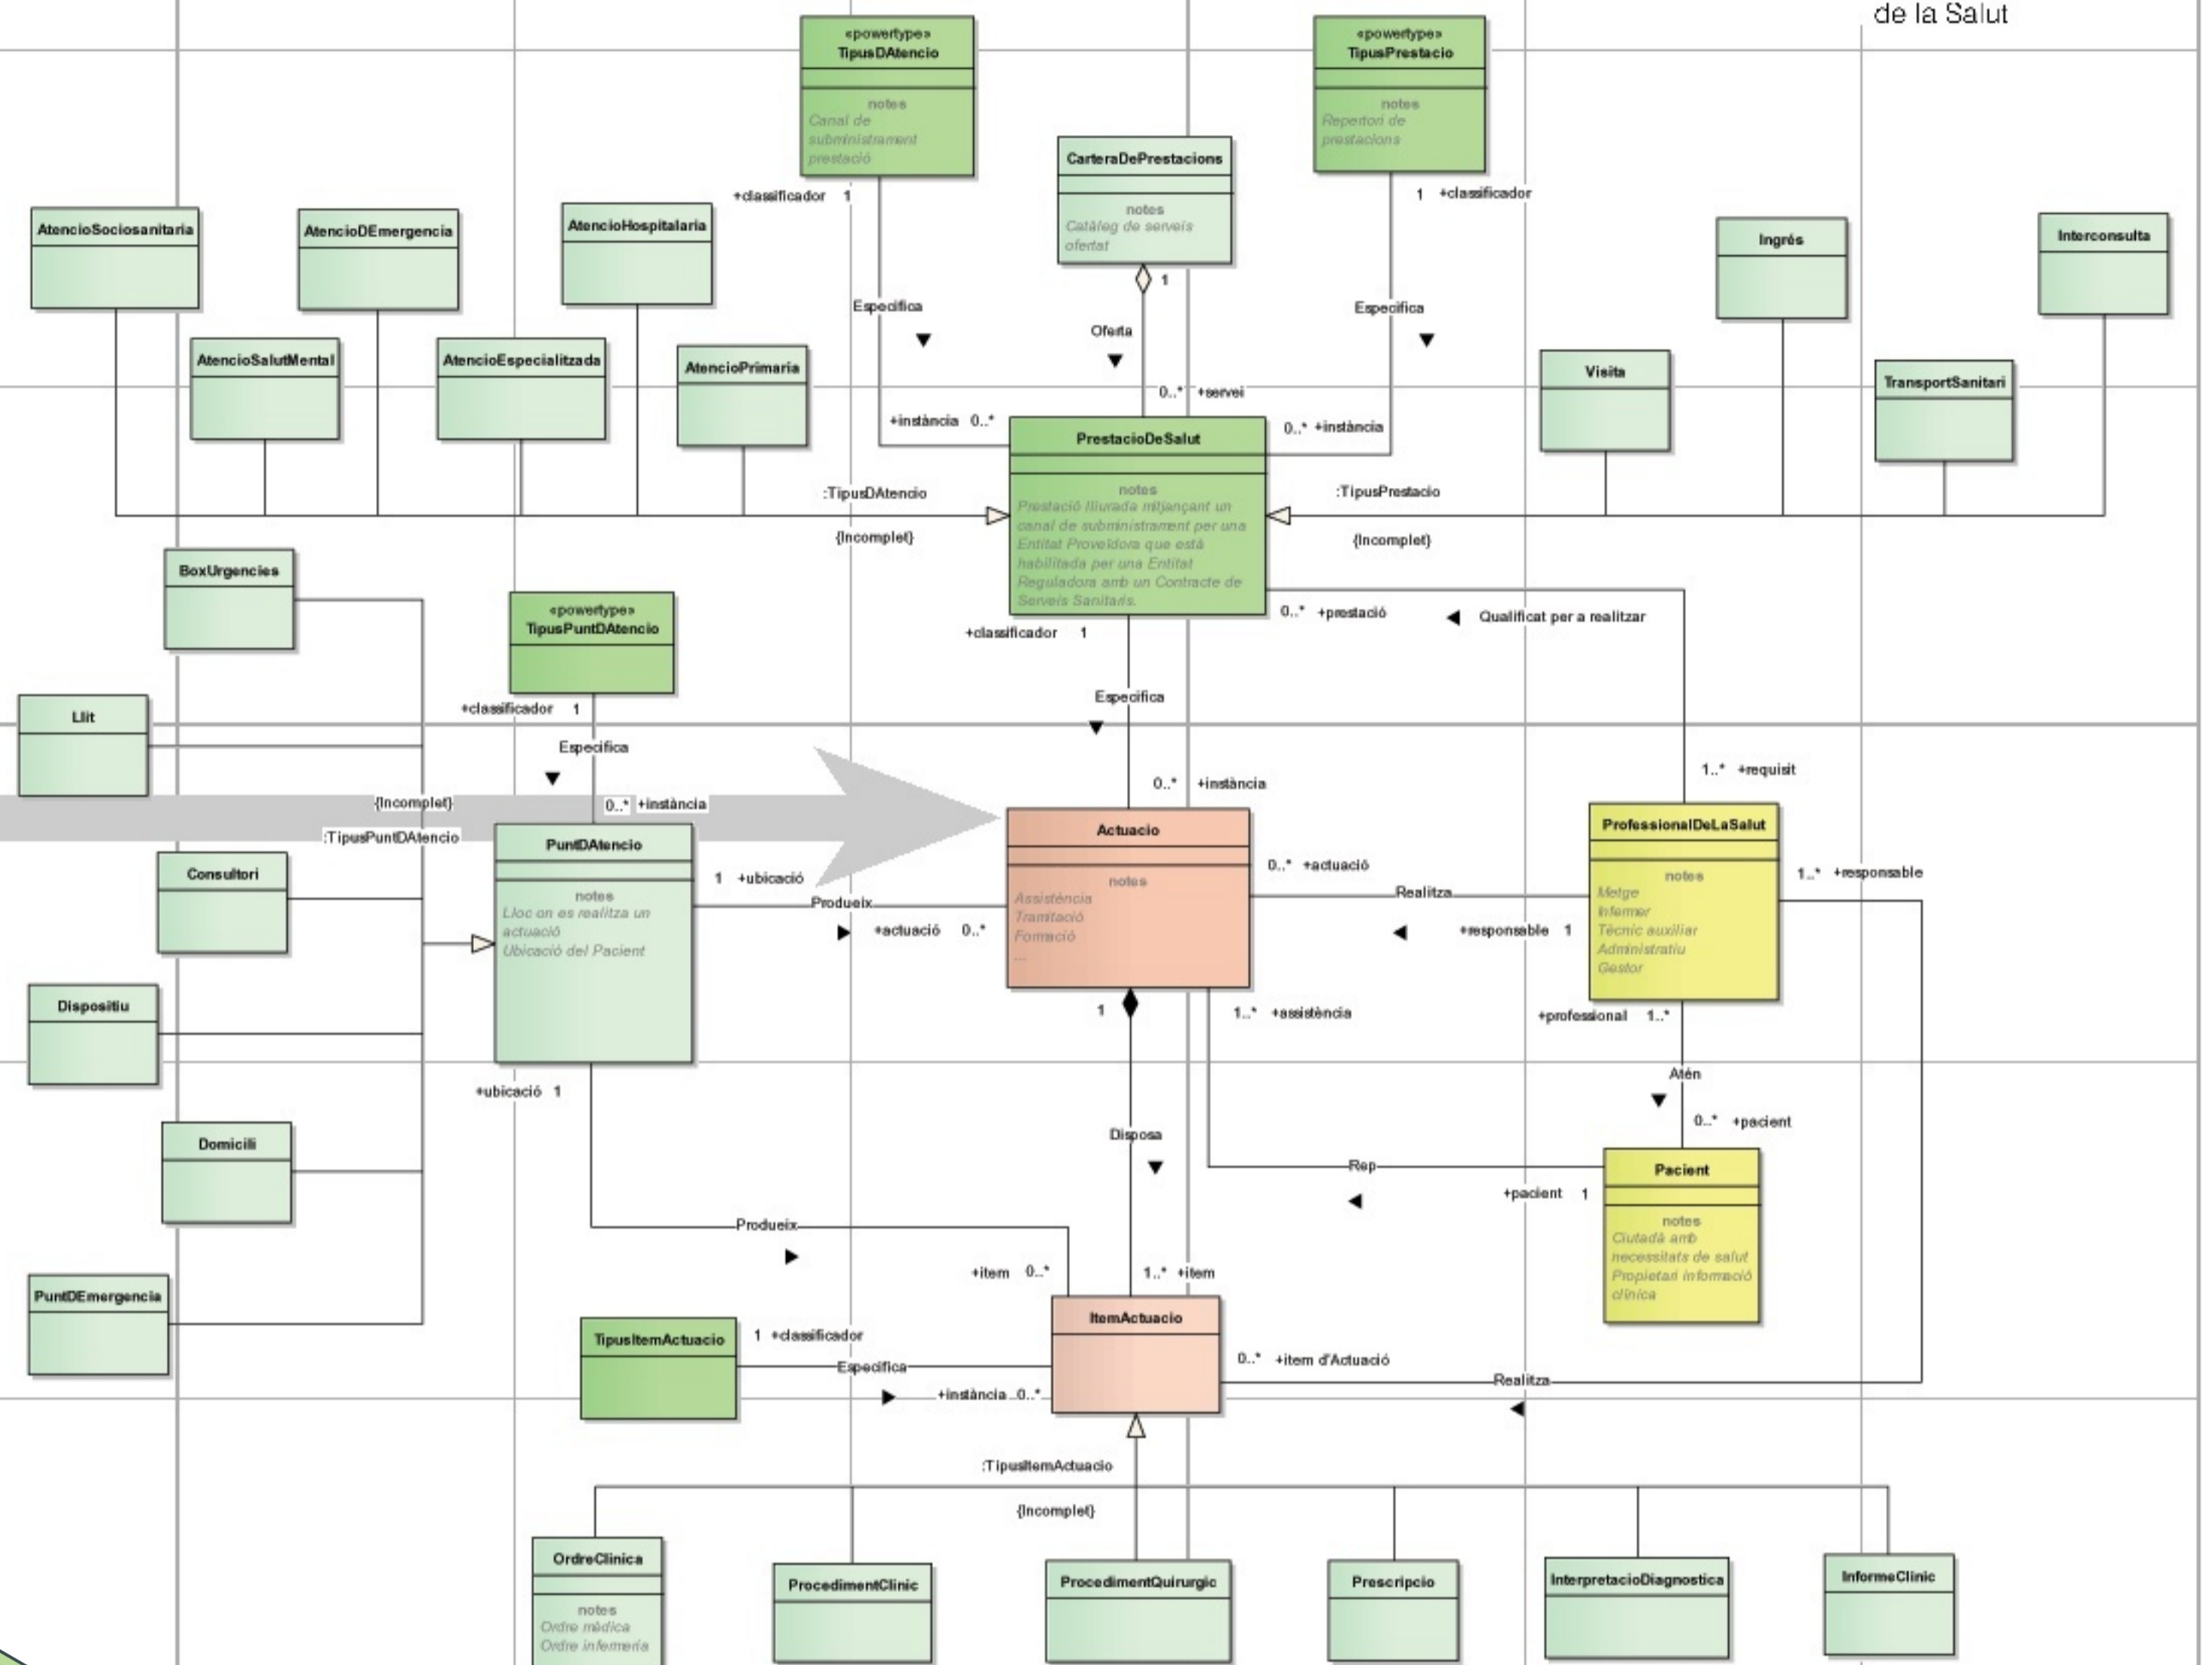 de la Salut
«powertype»
TipusDAtencio
notes
Canal de
subministrament
prestació
«powertype»
TipusPrestacio
notes
Repertori de
prestacions
CarteraDePrestacions
notes
Catàleg de serveis
ofertat
+classificador 1
1 +classificador
AtencioSociosanitaria
AtencioDEmergencia
AtencioHospitalaria
Ingrés
Interconsulta
1
Especifica
Oferta
Especifica
AtencioSalutMental
AtencioEspecialitzada
AtencioPrimaria
Visita
TransportSanitari
0..* +servei
+instància 0..*
0..* +instància
PrestacioDeSalut
notes
Prestació lliurada mitjançant un
canal de subministrament per una
Entitat Proveïdora que està
habilitada per una Entitat
Reguladora amb un Contracte de
Serveis Sanitaris.
:TipusDAtencio
{Incomplet}
:TipusPrestacio
{Incomplet}
BoxUrgencies
«powertype»
TipusPuntDAtencio
+classificador 1
0..* +prestació
Qualificat per a realitzar
Llit
+classificador 1
Especifica
Especifica
0..* +instància
1..* +requisit
{Incomplet}
0..* +instància
:TipusPuntDAtencio
PuntDAtencio
notes
Lloc on es realitza un
actuació
Ubicació del Pacient
1 +ubicació
Produeix
+actuació 0..*
Actuacio
notes
Assistència
Tramitació
Formació
...
0..* +actuació
Realitza
+responsable 1
ProfessionalDeLaSalut
notes
Metge
Infermer
Tècnic auxiliar
Administratiu
Gestor
1..* +responsable
Consultori
Dispositiu
1
1..* +assistència
+professional 1..*
+ubicació 1
Atén
0..* +pacient
Domicili
Disposa
Rep
+pacient 1
Pacient
notes
Ciutadà amb
necessitats de salut
Propietari informació
clínica
Produeix
+item 0..*
1..* +item
PuntDEmergencia
TipusItemActuacio
1 +classificador
Especifica
+instància 0..*
ItemActuacio
0..* +item d'Actuació
Realitza
:TipusItemActuacio
{Incomplet}
OrdreClinica
notes
Ordre mèdica
Ordre infermeria
ProcedimentClinic
ProcedimentQuirurgic
Prescripcio
InterpretacioDiagnostica
InformeClinic